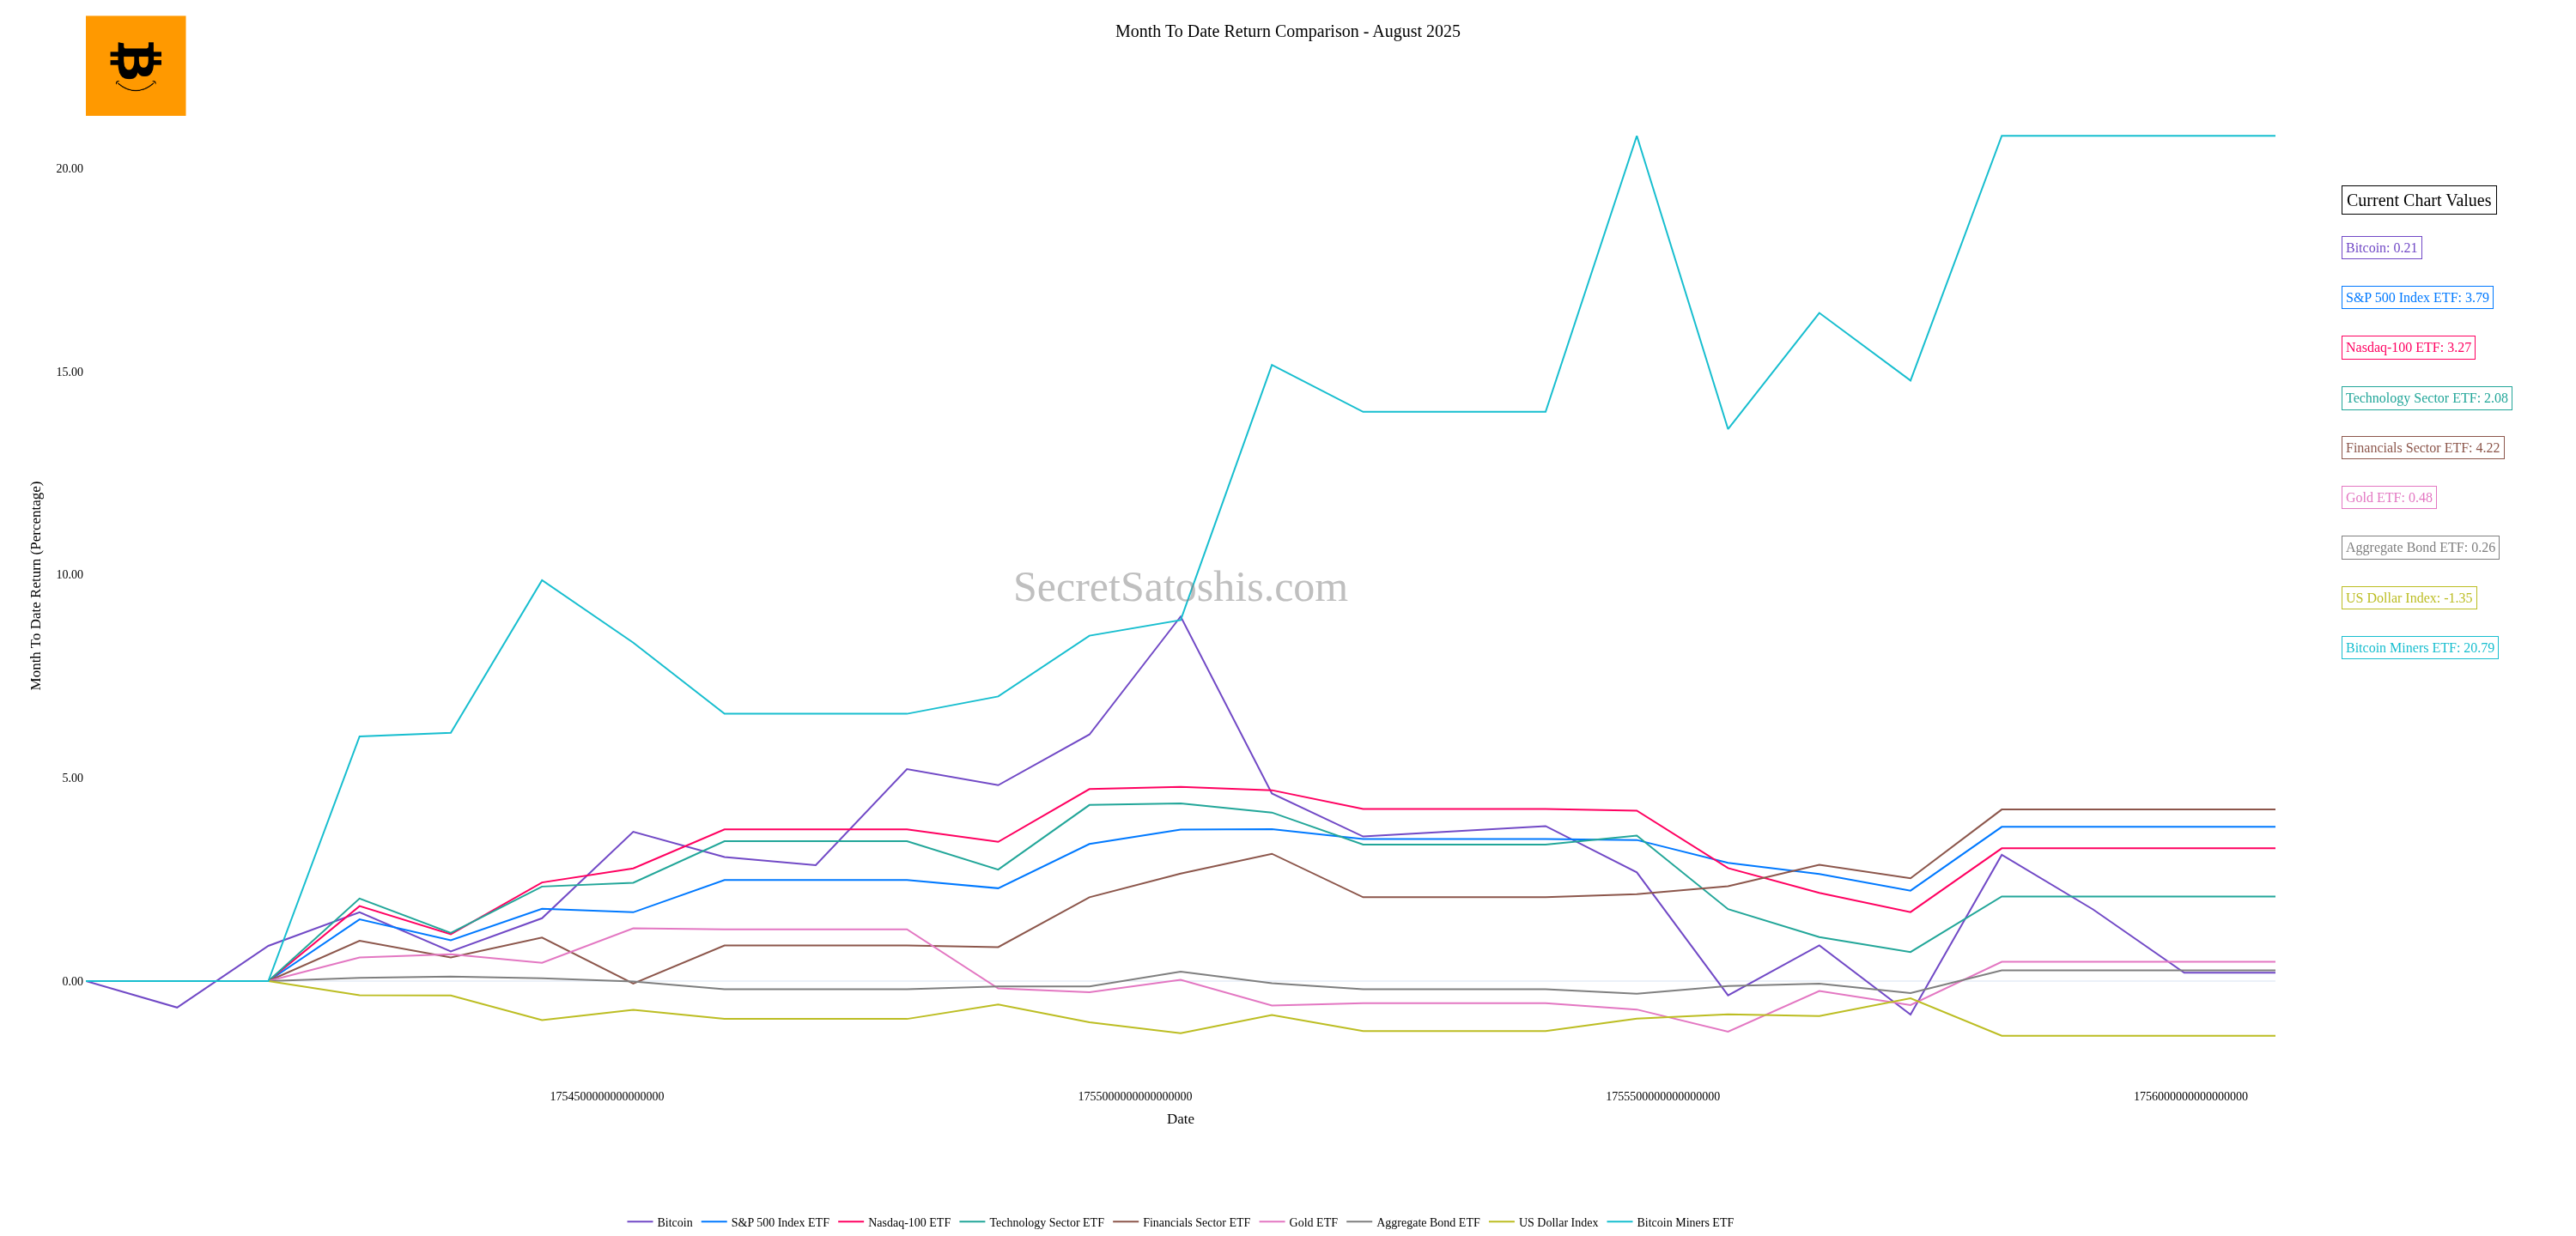 Month To Date Return Comparison - August 2025
20.00
15.00
10.00
5.00
0.00
Month To Date Return (Percentage)
SecretSatoshis.com
Current Chart Values
Bitcoin: 0.21
S&P 500 Index ETF: 3.79
Nasdaq-100 ETF: 3.27
Technology Sector ETF: 2.08
Financials Sector ETF: 4.22
Gold ETF: 0.48
Aggregate Bond ETF: 0.26
US Dollar Index: -1.35
Bitcoin Miners ETF: 20.79
1754500000000000000 1755000000000000000 1755500000000000000 1756000000000000000
Date
Bitcoin S&P 500 Index ETF Nasdaq-100 ETF Technology Sector ETF Financials Sector ETF Gold ETF Aggregate Bond ETF US Dollar Index Bitcoin Miners ETF